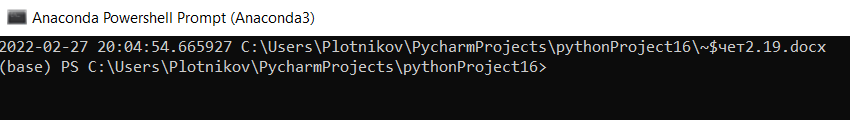 Anaconda Powershell Prompt (Anaconda3)
2022-02-27 20:04:54.665927 C:\Users\Plotnikov\PycharmProjects\pythonProject16\~$чет2.19.docx
(base) PS C:\Users\Plotnikov\PycharmProjects\pythonProject16>